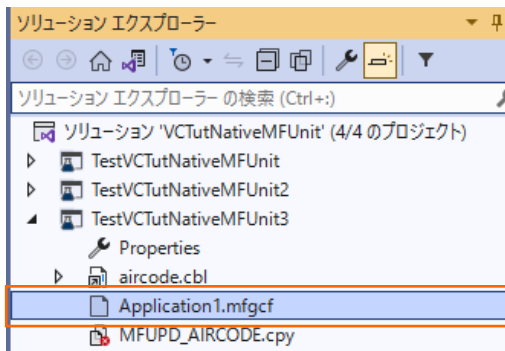 ソリューション エクスプローラー
ソリューション エクスプローラー の検索 (Ctrl+:)
ソリューション 'VCTutNativeMFUnit' (4/4 のプロジェクト)
TestVCTutNativeMFUnit
TestVCTutNativeMFUnit2
TestVCTutNativeMFUnit3
Properties
aircode.cbl
Application1.mfgcf
MFUPD_AIRCODE.cpy